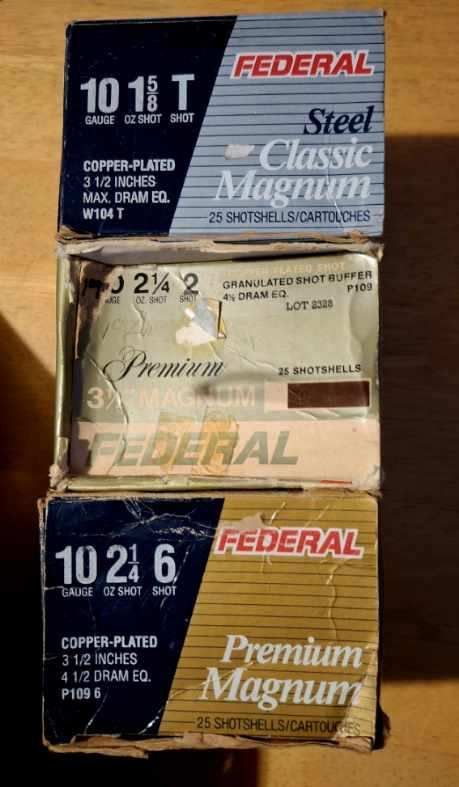 FEDERAL
10 1 5/8 T
GAUGE OZ SHOT SHOT
Steel
Classic
Magnum
COPPER-PLATED
3 1/2 INCHES
MAX. DRAM EQ.
W104 T
25 SHOTSHELLS/CARTOUCHES
2 1/4 2
OZ. SHOT SHOT
GRANULATED SHOT BUFFER
4½ DRAM EQ. P109
LOT 2328
Premium
25 SHOTSHELLS
MAGNUM
FEDERAL
FEDERAL
10 2 1/4 6
GAUGE OZ SHOT SHOT
COPPER-PLATED
3 1/2 INCHES
4 1/2 DRAM EQ.
P109 6
Premium
Magnum
25 SHOTSHELLS/CARTOUCHES